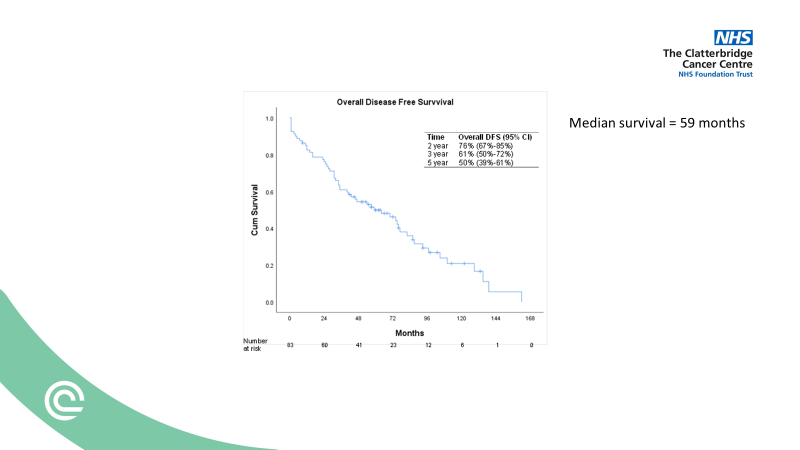 NHS
The Clatterbridge
Cancer Centre
NHS Foundation Trust
Overall Disease Free Survvival
Median survival = 59 months
Time Overall DFS (95% CI)
2 year 76% (67%-85%)
3 year 61% (50%-72%)
5 year 50% (39%-61%)
Cum Survival
1.0
0.8
0.6
0.4
0.2
0.0
0 24 48 72 96 120 144 168
Months
Number
at risk
83 60 41 23 12 6 1 0